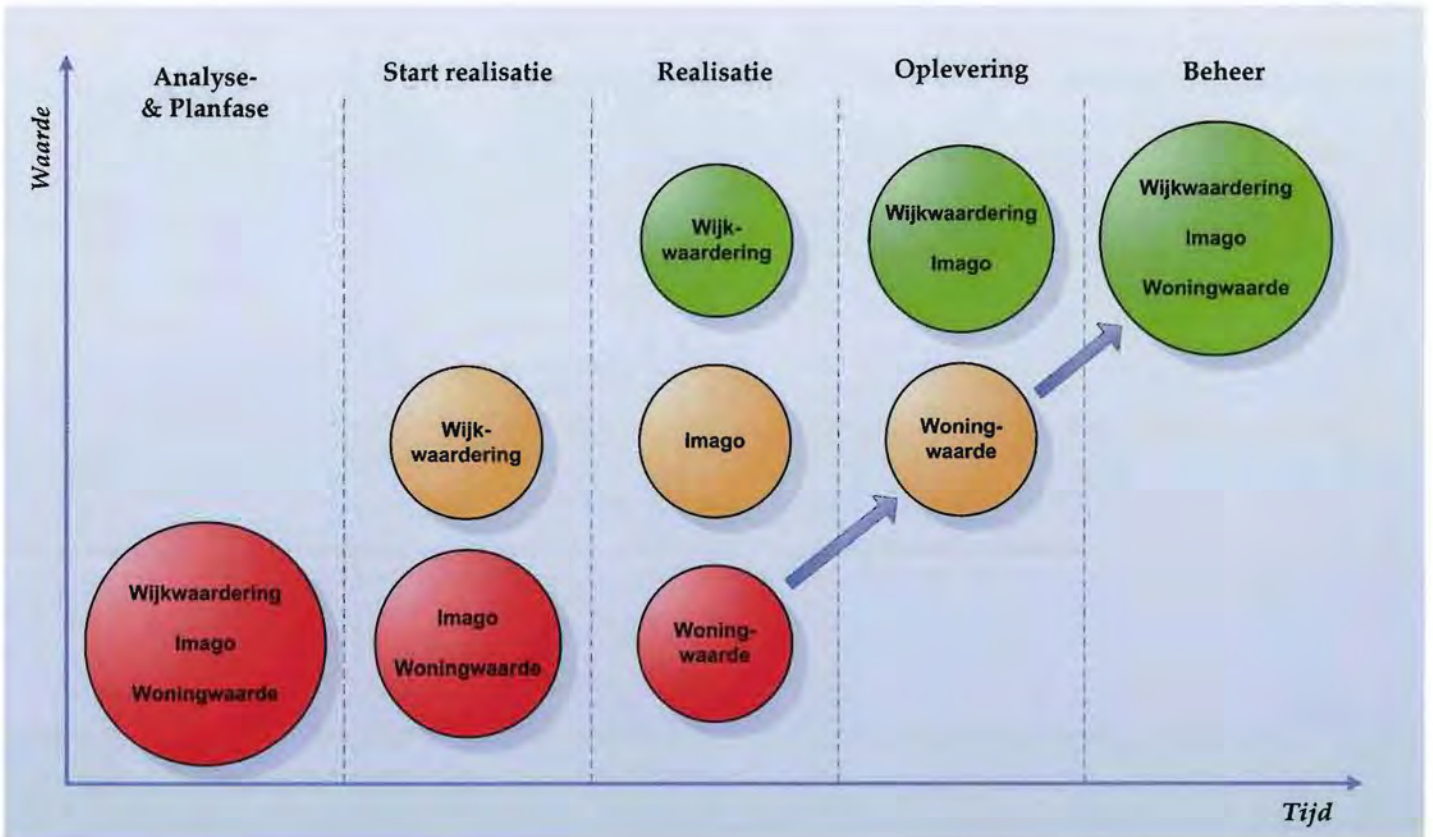 Waarde
Analyse-
& Planfase
Start realisatie
Realisatie
Oplevering
Beheer
Wijkwaardering
Imago
Woningwaarde
Wijk-
waardering
Imago
Woningwaarde
Wijk-
waardering
Imago
Woning-
waarde
Wijkwaardering
Imago
Woning-
waarde
Wijkwaardering
Imago
Woningwaarde
Tijd